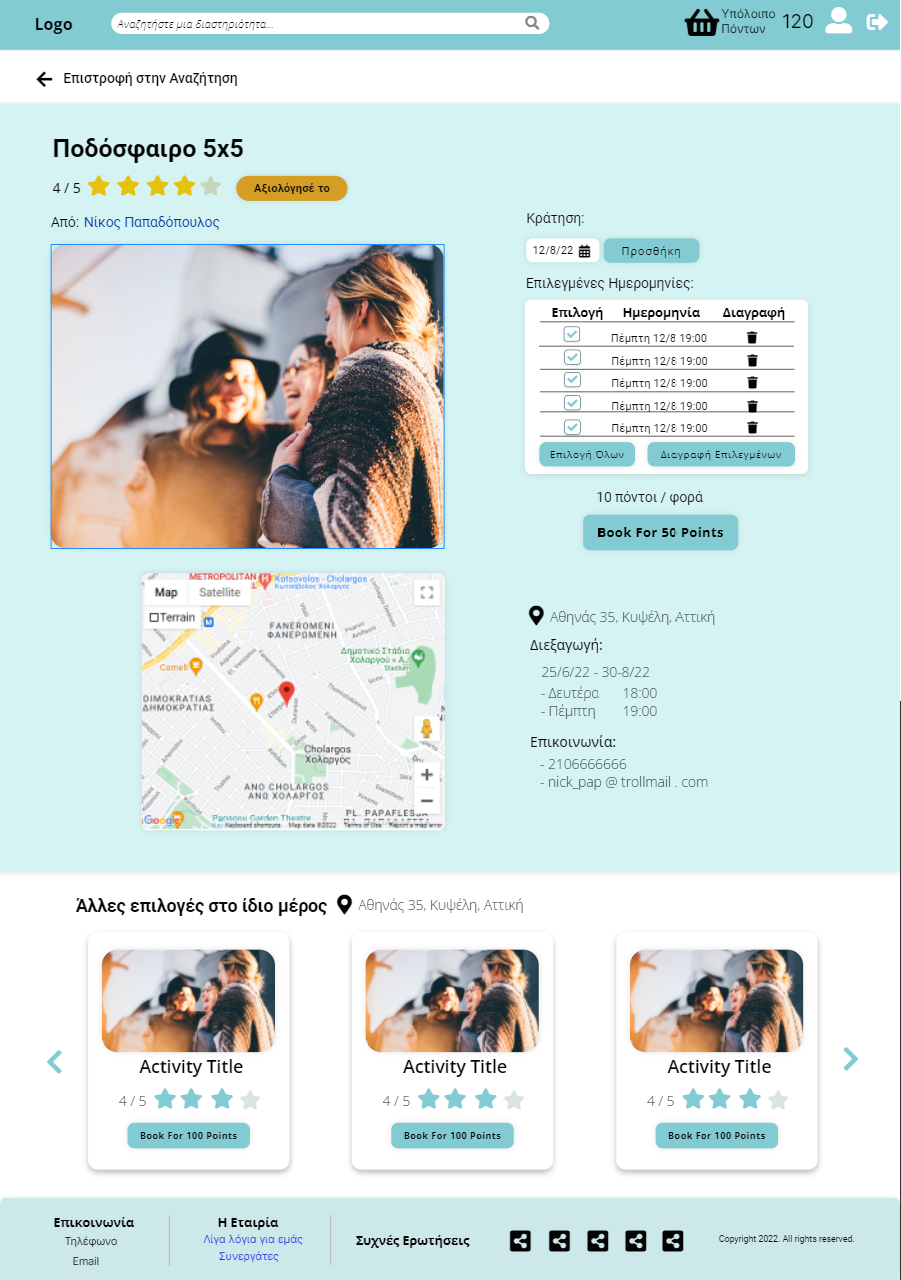 Logo
Αναζητήστε μια διαστηριότητα...
Υπόλοιπο
Πόντων
120
Επιστροφή στην Αναζήτηση
Ποδόσφαιρο 5x5
4 / 5
Αξιολόγησέ το
Από: Νίκος Παπαδόπουλος
Κράτηση:
12/8/22
Προσθήκη
Επιλεγμένες Ημερομηνίες:
Επιλογή Ημερομηνία Διαγραφή
Πέμπτη 12/8 19:00
Πέμπτη 12/8 19:00
Πέμπτη 12/8 19:00
Πέμπτη 12/8 19:00
Πέμπτη 12/8 19:00
Επιλογή Όλων
Διαγραφή Επιλεγμένων
10 πόντοι / φορά
Book For 50 Points
METROPOLITAN
Kotsovolos - Cholargos
Κωτσόβολος Χολαργός
Map Satellite
Terrain
FANEROMENI
ΦΑΝΕΡΩΜΕΝΗ
Δημοτικό Στάδιο
Χολαργού « Α...
Stadium
DIMOKRATIAS
ΔΗΜΟΚΡΑΤΙΑΣ
Cholargos
Χολαργός
ANO CHOLARGOS
ΑΝΩ ΧΟΛΑΡΓΟΣ
PL. PAPAFLESSA
Google
Keyboard shortcuts Map data ©2022 Terms of Use Report a map error
Αθηνάς 35, Κυψέλη, Αττική
Διεξαγωγή:
25/6/22 - 30-8/22
- Δευτέρα 18:00
- Πέμπτη 19:00
Επικοινωνία:
- 2106666666
- nick_pap @ trollmail . com
Άλλες επιλογές στο ίδιο μέρος
Αθηνάς 35, Κυψέλη, Αττική
Activity Title
4 / 5
Book For 100 Points
Activity Title
4 / 5
Book For 100 Points
Activity Title
4 / 5
Book For 100 Points
Επικοινωνία
Τηλέφωνο
Email
Η Εταιρία
Λίγα λόγια για εμάς
Συνεργάτες
Συχνές Ερωτήσεις
Copyright 2022. All rights reserved.